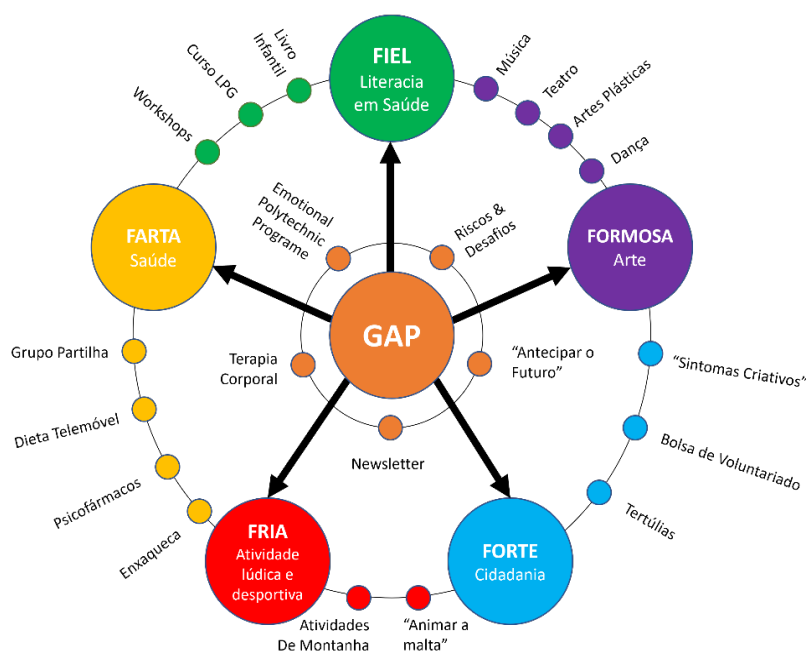 FIEL
Literacia
em Saúde
Livro
Infantil
Curso LPG
Workshops
Música
Teatro
Artes Plásticas
Dança
FARTA
Saúde
FORMOSA
Arte
Emotional
Polytechnic
Programe
Riscos &
Desafios
GAP
Terapia
Corporal
"Antecipar o
Futuro"
Newsletter
Grupo Partilha
Dieta Telemóvel
Psicofármacos
Enxaqueca
"Sintomas Criativos"
Bolsa de Voluntariado
Tertúlias
FRIA
Atividade
lúdica e
desportiva
FORTE
Cidadania
Atividades
De Montanha
"Animar a
malta"